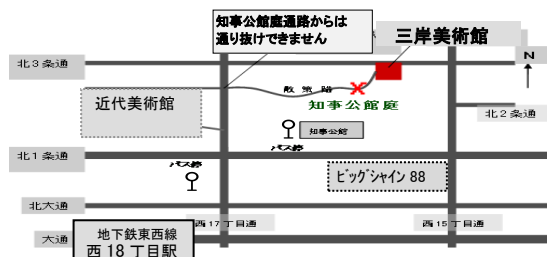 知事公館庭通路からは
通り抜けできません
三岸美術館
N
北3条通
散策路
近代美術館
知事公館庭
北2条通
知事公館
バス停
北1条通
バス停
ビッグシャイン 88
北大通
西17丁目通
西15丁目通
地下鉄東西線
大通
西 18 丁目駅